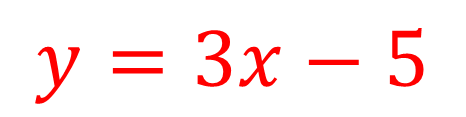 y = 3x − 5